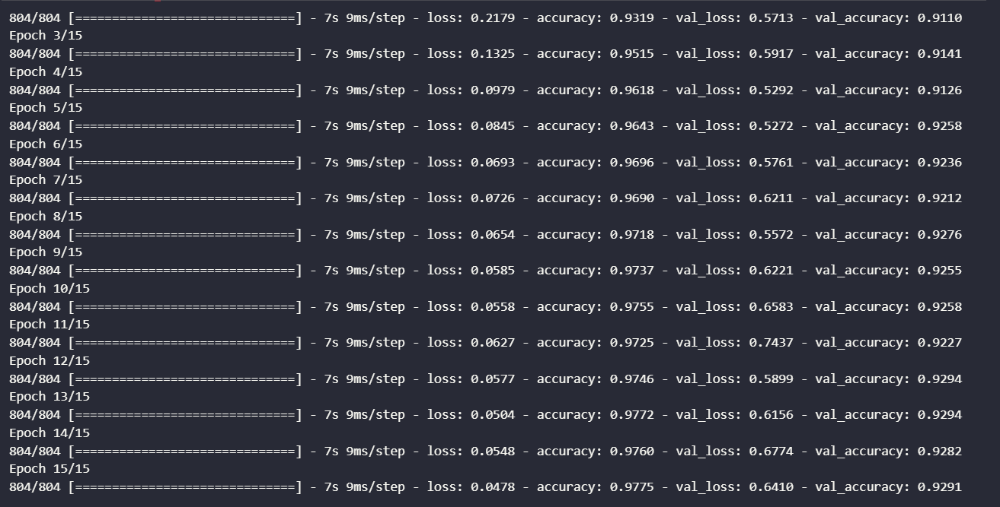 804/804 [==============================] - 7s 9ms/step - loss: 0.2179 - accuracy: 0.9319 - val_loss: 0.5713 - val_accuracy: 0.9110
Epoch 3/15
804/804 [==============================] - 7s 9ms/step - loss: 0.1325 - accuracy: 0.9515 - val_loss: 0.5917 - val_accuracy: 0.9141
Epoch 4/15
804/804 [==============================] - 7s 9ms/step - loss: 0.0979 - accuracy: 0.9618 - val_loss: 0.5292 - val_accuracy: 0.9126
Epoch 5/15
804/804 [==============================] - 7s 9ms/step - loss: 0.0845 - accuracy: 0.9643 - val_loss: 0.5272 - val_accuracy: 0.9258
Epoch 6/15
804/804 [==============================] - 7s 9ms/step - loss: 0.0693 - accuracy: 0.9696 - val_loss: 0.5761 - val_accuracy: 0.9236
Epoch 7/15
804/804 [==============================] - 7s 9ms/step - loss: 0.0726 - accuracy: 0.9690 - val_loss: 0.6211 - val_accuracy: 0.9212
Epoch 8/15
804/804 [==============================] - 7s 9ms/step - loss: 0.0654 - accuracy: 0.9718 - val_loss: 0.5572 - val_accuracy: 0.9276
Epoch 9/15
804/804 [==============================] - 7s 9ms/step - loss: 0.0585 - accuracy: 0.9737 - val_loss: 0.6221 - val_accuracy: 0.9255
Epoch 10/15
804/804 [==============================] - 7s 9ms/step - loss: 0.0558 - accuracy: 0.9755 - val_loss: 0.6583 - val_accuracy: 0.9258
Epoch 11/15
804/804 [==============================] - 7s 9ms/step - loss: 0.0627 - accuracy: 0.9725 - val_loss: 0.7437 - val_accuracy: 0.9227
Epoch 12/15
804/804 [==============================] - 7s 9ms/step - loss: 0.0577 - accuracy: 0.9746 - val_loss: 0.5899 - val_accuracy: 0.9294
Epoch 13/15
804/804 [==============================] - 7s 9ms/step - loss: 0.0504 - accuracy: 0.9772 - val_loss: 0.6156 - val_accuracy: 0.9294
Epoch 14/15
804/804 [==============================] - 7s 9ms/step - loss: 0.0548 - accuracy: 0.9760 - val_loss: 0.6774 - val_accuracy: 0.9282
Epoch 15/15
804/804 [==============================] - 7s 9ms/step - loss: 0.0478 - accuracy: 0.9775 - val_loss: 0.6410 - val_accuracy: 0.9291